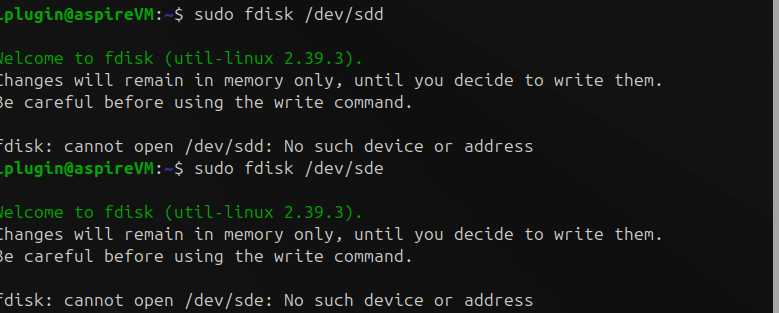 lplugin@aspireVM:~$ sudo fdisk /dev/sdd
Welcome to fdisk (util-linux 2.39.3).
Changes will remain in memory only, until you decide to write them.
Be careful before using the write command.
fdisk: cannot open /dev/sdd: No such device or address
lplugin@aspireVM:~$ sudo fdisk /dev/sde
Welcome to fdisk (util-linux 2.39.3).
Changes will remain in memory only, until you decide to write them.
Be careful before using the write command.
fdisk: cannot open /dev/sde: No such device or address